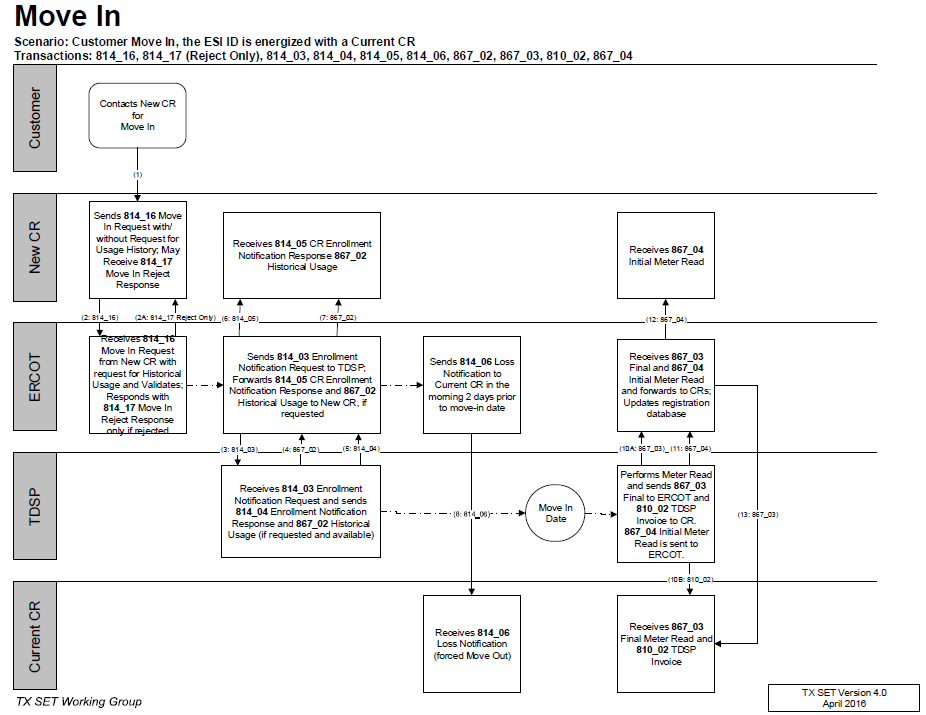 Move In
Scenario: Customer Move In, the ESI ID is energized with a Current CR
Transactions: 814_16, 814_17 (Reject Only), 814_03, 814_04, 814_05, 814_06, 867_02, 867_03, 810_02, 867_04
Customer
Contacts New CR
for
Move In
(1)
New CR
Sends 814_16 Move
In Request with/
without Request for
Usage History; May
Receive 814_17
Move In Reject
Response
Receives 814_05 CR Enrollment
Notification Response 867_02
Historical Usage
Receives 867_04
Initial Meter Read
(2: 814_16)
(2A: 814_17 Reject Only)
(6: 814_05)
(7: 867_02)
(12: 867_04)
ERCOT
Receives 814_16
Move In Request
from New CR with
request for Historical
Usage and Validates;
Responds with
814_17 Move In
Reject Response
only if rejected
Sends 814_03 Enrollment
Notification Request to TDSP;
Forwards 814_05 CR Enrollment
Notification Response and 867_02
Historical Usage to New CR, if
requested
Sends 814_06 Loss
Notification to
Current CR in the
morning 2 days prior
to move-in date
Receives 867_03
Final and 867_04
Initial Meter Read
and forwards to CRs;
Updates registration
database
(3: 814_03)
(4: 867_02)
(5: 814_04)
(10A: 867_03)
(11: 867_04)
TDSP
Receives 814_03 Enrollment
Notification Request and sends
814_04 Enrollment Notification
Response and 867_02 Historical
Usage (if requested and available)
(8: 814_06)
Move In
Date
Performs Meter Read
and sends 867_03
Final to ERCOT and
810_02 TDSP
Invoice to CR.
867_04 Initial Meter
Read is sent to
ERCOT.
(13: 867_03)
(10B: 810_02)
Current CR
Receives 814_06
Loss Notification
(forced Move Out)
Receives 867_03
Final Meter Read and
810_02 TDSP
Invoice
TX SET Working Group
TX SET Version 4.0
April 2016